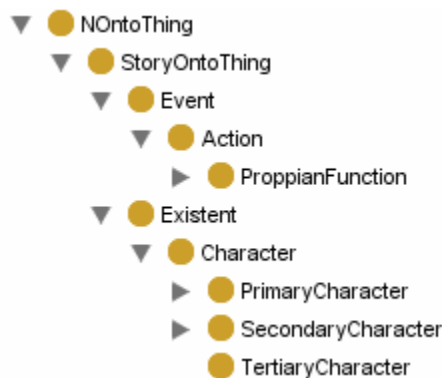 NOntoThing
StoryOntoThing
Event
Action
ProppianFunction
Existent
Character
PrimaryCharacter
SecondaryCharacter
TertiaryCharacter